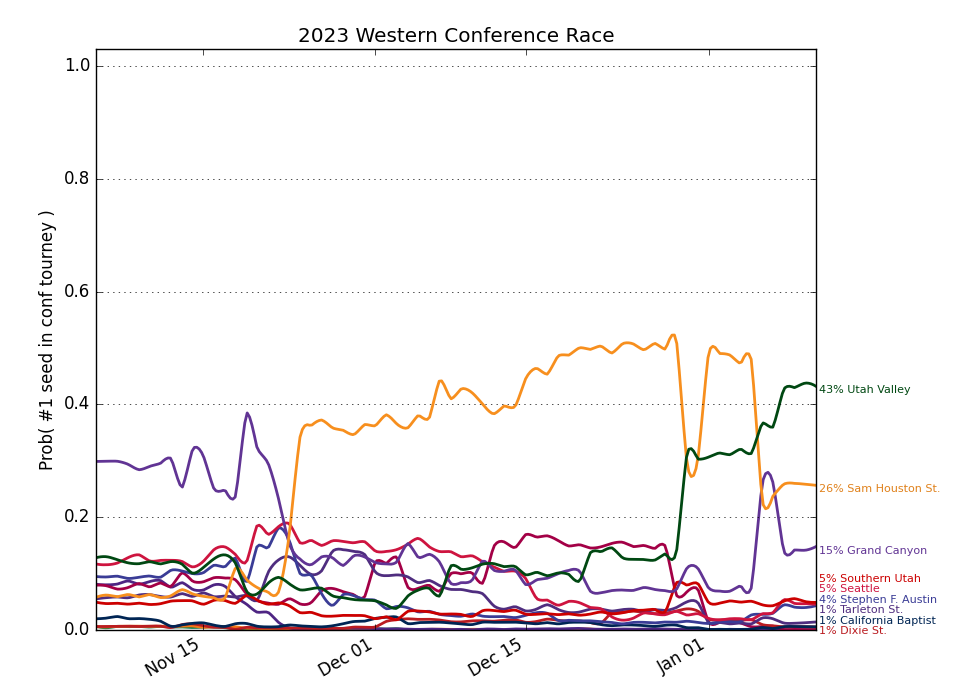 2023 Western Conference Race
Prob( #1 seed in conf tourney )
1.0
0.8
0.6
0.4
0.2
0.0
Nov 15
Dec 01
Dec 15
Jan 01
43% Utah Valley
26% Sam Houston St.
15% Grand Canyon
5% Southern Utah
5% Seattle
4% Stephen F. Austin
1% Tarleton St.
1% California Baptist
1% Dixie St.